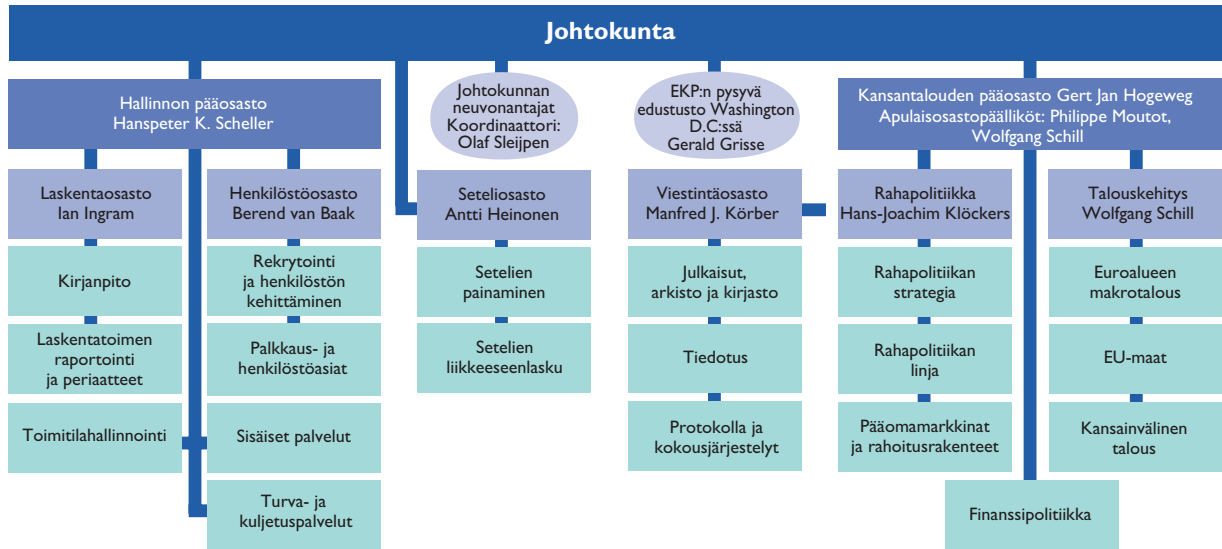 Johtokunta
Hallinnon pääosasto
Hanspeter K. Scheller
Johtokunnan
neuvonantajat
Koordinaattori:
Olaf Sleijpen
EKP:n pysyvä
edustusto Washington
D.C:ssä
Gerald Grisse
Kansantalouden pääosasto Gert Jan Hogeweg
Apulaisosastopäälliköt: Philippe Moutot,
Wolfgang Schill
Laskentaosasto
Ian Ingram
Henkilöstöosasto
Berend van Baak
Seteliosasto
Antti Heinonen
Viestintäosasto
Manfred J. Körber
Rahapolitiikka
Hans-Joachim Klöckers
Talouskehitys
Wolfgang Schill
Kirjanpito
Rekrytointi
ja henkilöstön
kehittäminen
Setelien
painaminen
Julkaisut,
arkisto ja kirjasto
Rahapolitiikan
strategia
Euroalueen
makrotalous
Laskentatoimen
raportointi
ja periaatteet
Palkkaus- ja
henkilöstöasiat
Setelien
liikkeeseenlasku
Tiedotus
Rahapolitiikan
linja
EU-maat
Toimitilahallinnointi
Sisäiset palvelut
Protokolla ja
kokousjärjestelyt
Pääomamarkkinat
ja rahoitusrakenteet
Kansainvälinen
talous
Turva- ja
kuljetuspalvelut
Finanssipolitiikka